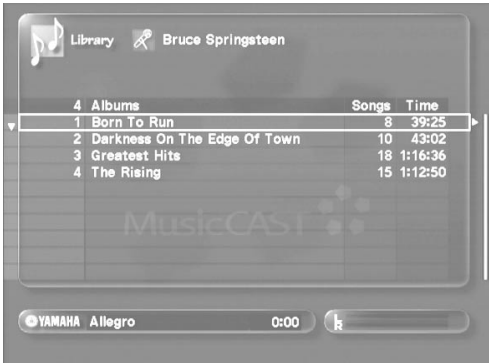 Library Bruce Springsteen
4 Albums Songs Time
1 Born To Run 8 39:25
2 Darkness On The Edge Of Town 10 43:02
3 Greatest Hits 18 1:16:36
4 The Rising 15 1:12:50
MusicCAST
YAMAHA Allegro 0:00